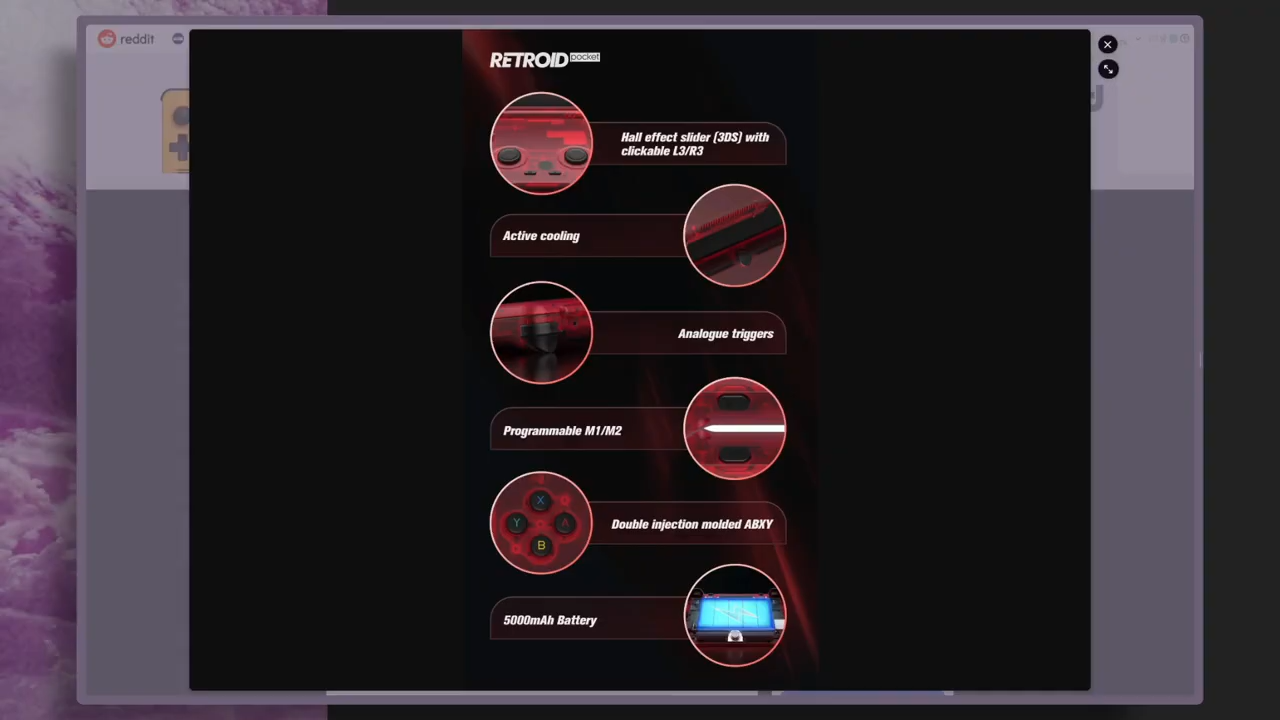 reddit
RETROID pocket
Hall effect slider (3DS) with
clickable L3/R3
Active cooling
Analogue triggers
Programmable M1/M2
X
Y A
B
Double injection molded ABXY
5000mAh Battery